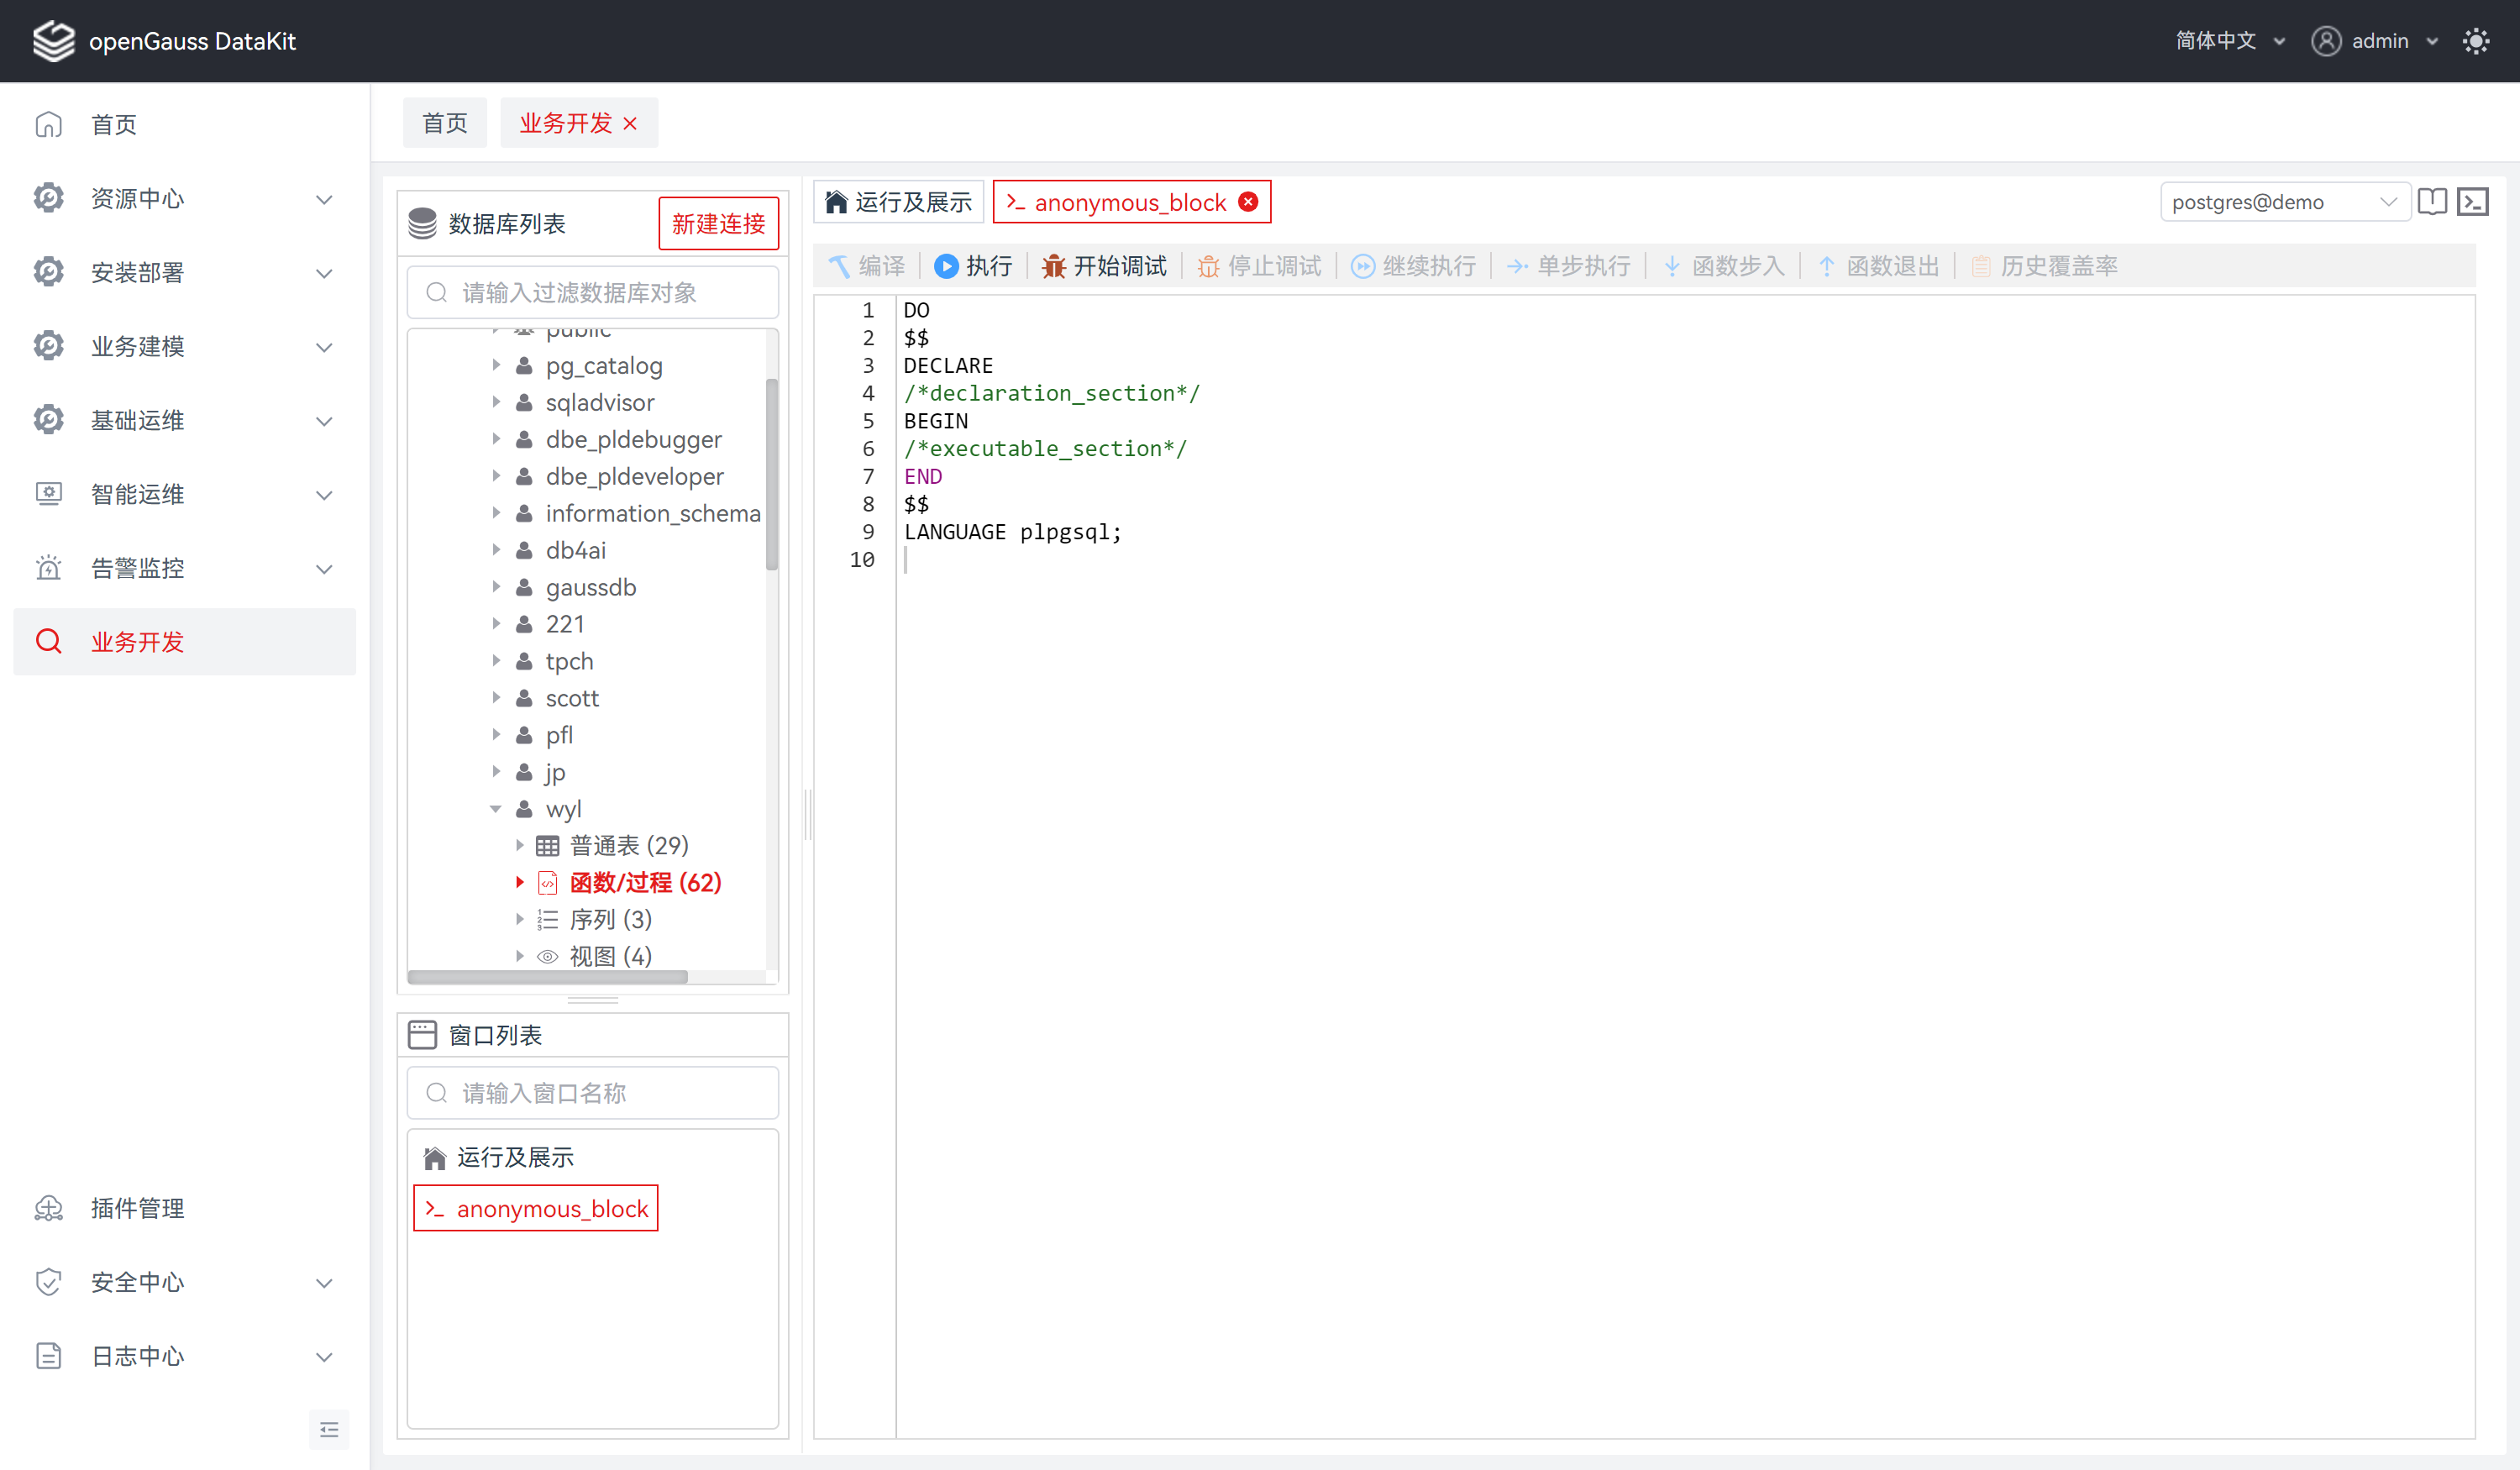 openGauss DataKit
简体中文
admin
首页
资源中心
安装部署
业务建模
基础运维
智能运维
告警监控
业务开发
插件管理
安全中心
日志中心
首页
业务开发
数据库列表
新建连接
请输入过滤数据库对象
public
pg_catalog
sqladvisor
dbe_pldebugger
dbe_pldeveloper
information_schema
db4ai
gaussdb
221
tpch
scott
pfl
jp
wyl
普通表 (29)
函数/过程 (62)
序列 (3)
视图 (4)
窗口列表
请输入窗口名称
运行及展示
anonymous_block
运行及展示
anonymous_block
postgres@demo
编译
执行
开始调试
停止调试
继续执行
单步执行
函数步入
函数退出
历史覆盖率
1 DO
2 $$
3 DECLARE
4 /*declaration_section*/
5 BEGIN
6 /*executable_section*/
7 END
8 $$
9 LANGUAGE plpgsql;
10